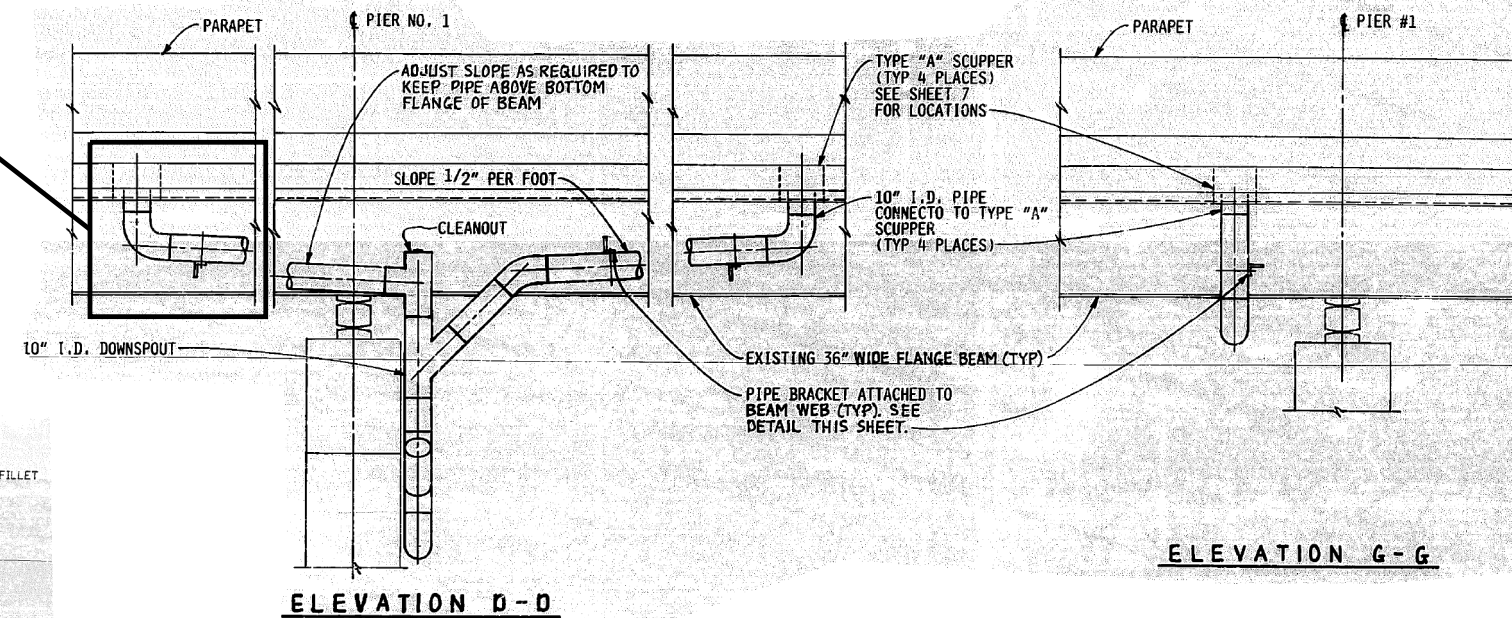 PARAPET
℄ PIER NO. 1
ADJUST SLOPE AS REQUIRED TO
KEEP PIPE ABOVE BOTTOM
FLANGE OF BEAM
SLOPE 1/2" PER FOOT
CLEANOUT
10" I.D. DOWNSPOUT
FILLET
ELEVATION D-D
TYPE "A" SCUPPER
(TYP 4 PLACES)
SEE SHEET 7
FOR LOCATIONS
10" I.D. PIPE
CONNECTO TO TYPE "A"
SCUPPER
(TYP 4 PLACES)
EXISTING 36" WIDE FLANGE BEAM (TYP)
PIPE BRACKET ATTACHED TO
BEAM WEB (TYP). SEE
DETAIL THIS SHEET.
PARAPET
℄ PIER #1
ELEVATION G-G